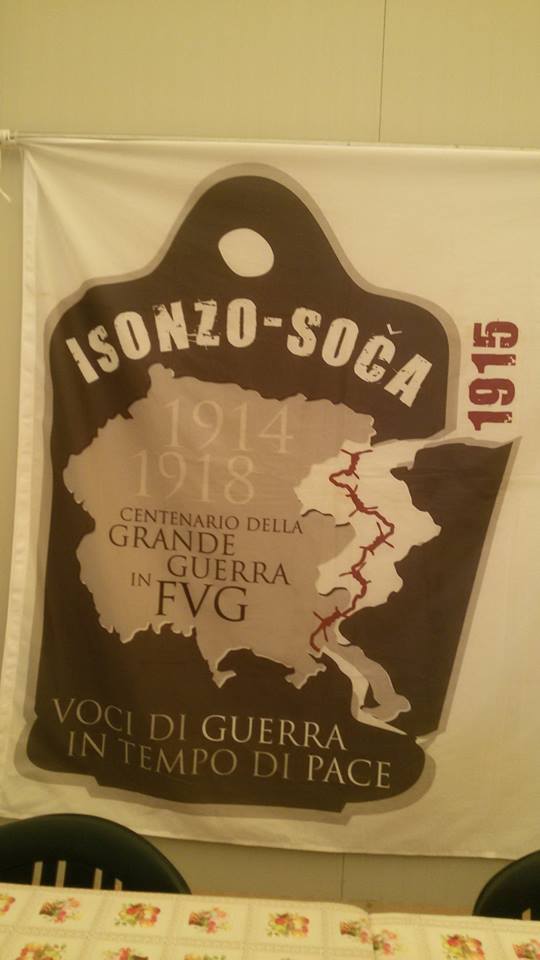 ISONZO-SOČA
1915
1914
1918
CENTENARIO DELLA
GRANDE
GUERRA
IN FVG
VOCI DI GUERRA
IN TEMPO DI PACE